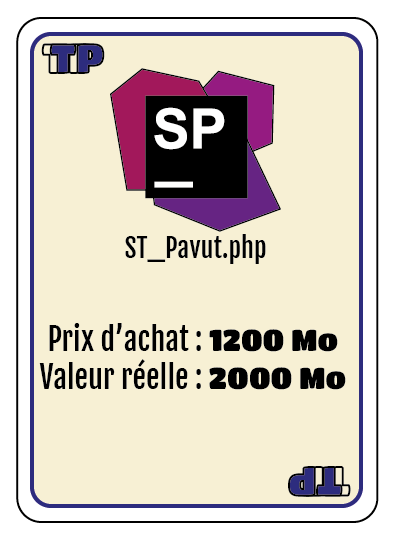 TP
SP
ST_Pavut.php
Prix d'achat : 1200 Mo
Valeur réelle : 2000 Mo
TP